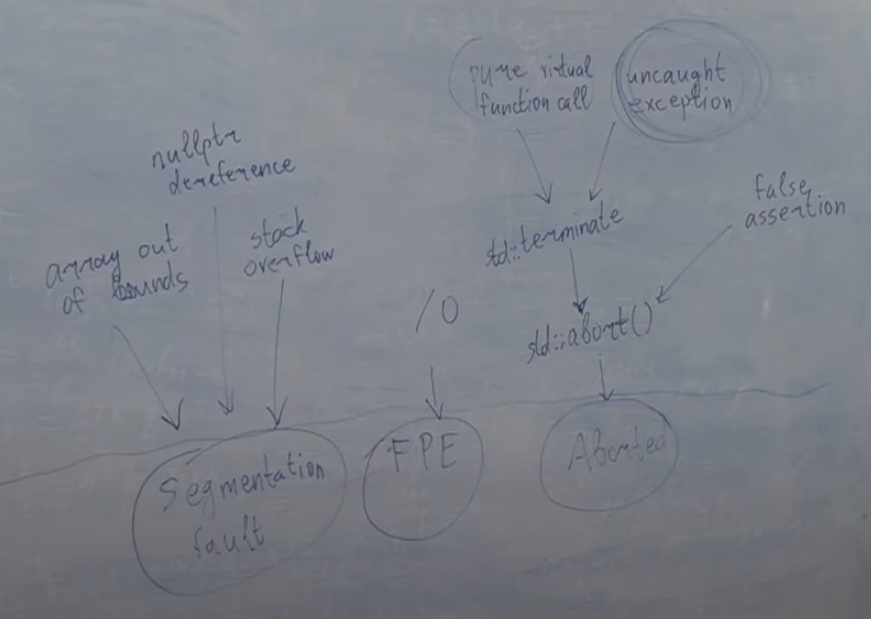 pure virtual
function call
uncaught
exception
nullptr
dereference
false
assertion
array out
of bounds
stack
overflow
std::terminate
/0
std::abort()
Segmentation
fault
FPE
Aborted